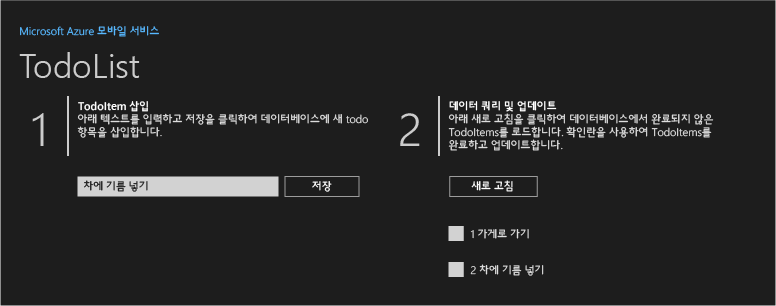 Microsoft Azure 모바일 서비스
TodoList
1
TodoItem 삽입
아래 텍스트를 입력하고 저장을 클릭하여 데이터베이스에 새 todo
항목을 삽입합니다.
차에 기름 넣기
저장
2
데이터 쿼리 및 업데이트
아래 새로 고침을 클릭하여 데이터베이스에서 완료되지 않은
TodoItems를 로드합니다. 확인란을 사용하여 TodoItems를
완료하고 업데이트합니다.
새로 고침
1 가게로 가기
2 차에 기름 넣기